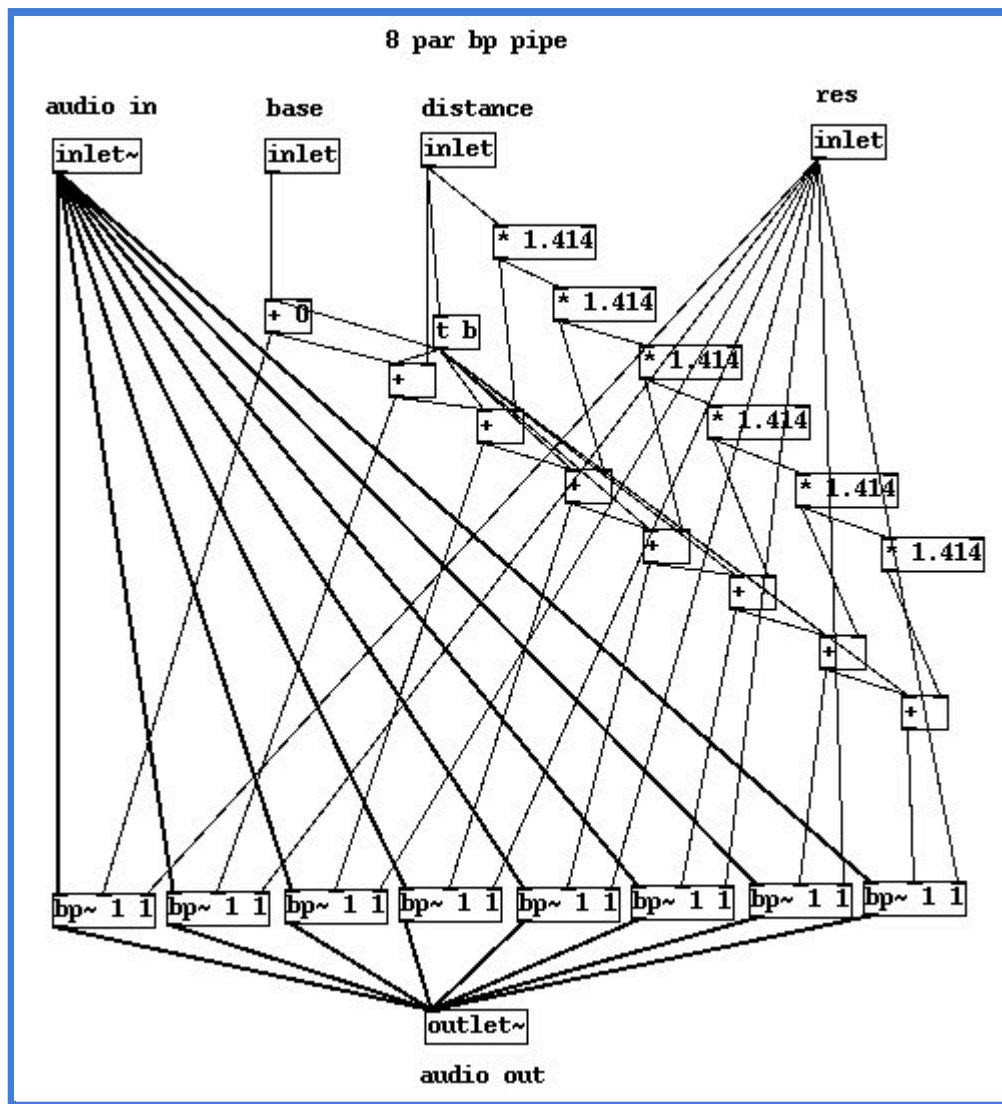 8 par bp pipe
audio in
base
distance
res
inlet~
inlet
inlet
inlet
* 1.414
* 1.414
+ 0
t b
* 1.414
+
* 1.414
+
* 1.414
+
* 1.414
+
+
+
+
bp~ 1 1
bp~ 1 1
bp~ 1 1
bp~ 1 1
bp~ 1 1
bp~ 1 1
bp~ 1 1
bp~ 1 1
outlet~
audio out